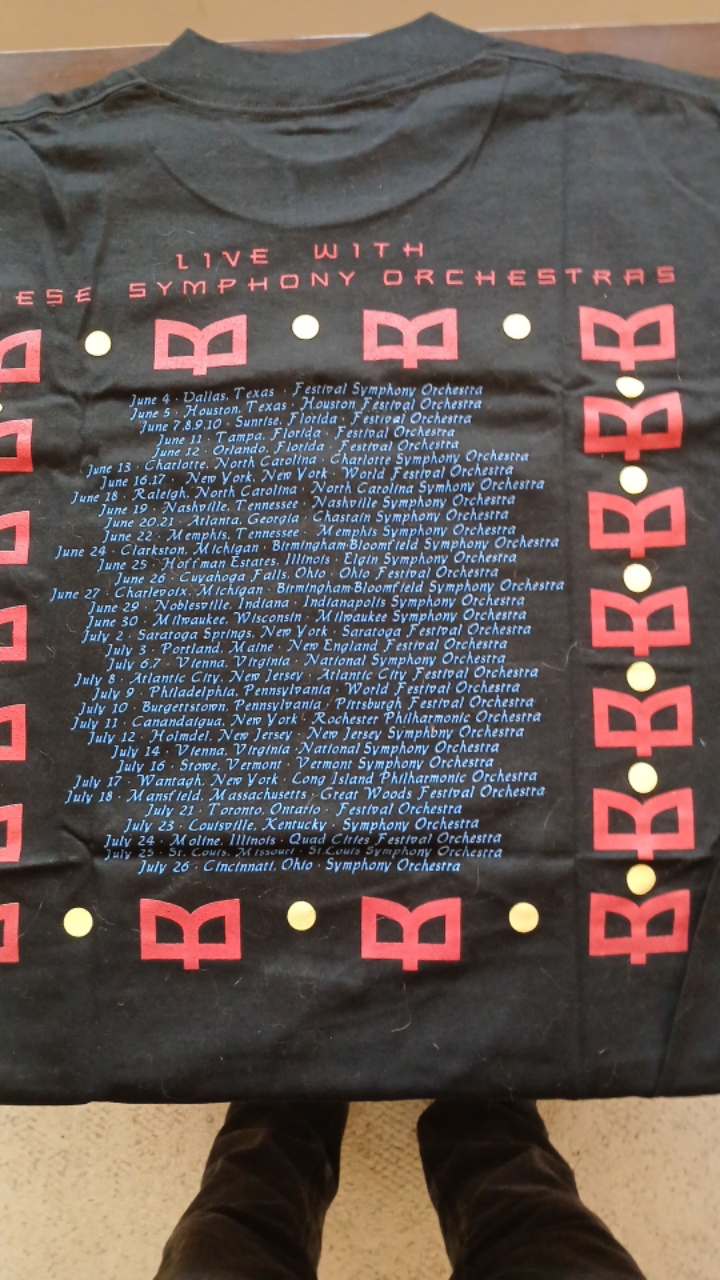 LIVE WITH
ESE SYMPHONY ORCHESTRAS
June 4 · Dallas, Texas · Festival Symphony Orchestra
June 5 · Houston, Texas · Houston Festival Orchestra
June 7,8,9,10 · Sunrise, Florida · Festival Orchestra
June 11 · Tampa, Florida · Festival Orchestra
June 12 · Orlando, Florida · Festival Orchestra
June 13 · Charlotte, North Carolina · Charlotte Symphony Orchestra
June 16,17 · New York, New York · World Festival Orchestra
June 18 · Raleigh, North Carolina · North Carolina Symhony Orchestra
June 19 · Nashville, Tennessee · Nashville Symphony Orchestra
June 20,21 · Atlanta, Georgia · Chastain Symphony Orchestra
June 22 · Memphis, Tennessee · Memphis Symphony Orchestra
June 24 · Clarkston, Michigan · Birmingham·Bloomfield Symphony Orchestra
June 25 · Hoffman Estates, Illinois · Elgin Symphony Orchestra
June 26 · Cuyahoga Falls, Ohio · Ohio Festival Orchestra
June 27 · Charlevoix, Michigan · Birmingham·Bloomfield Symphony Orchestra
June 29 · Noblesville, Indiana · Indianapolis Symphony Orchestra
June 30 · Milwaukee, Wisconsin · Milwaukee Symphony Orchestra
July 2 · Saratoga Springs, New York · Saratoga Festival Orchestra
July 3 · Portland, Maine · New England Festival Orchestra
July 6,7 · Vienna, Virginia · National Symphony Orchestra
July 8 · Atlantic City, New Jersey · Atlantic City Festival Orchestra
July 9 · Philadelphia, Pennsylvania · World Festival Orchestra
July 10 · Burgettstown, Pennsylvania / Pittsburgh Festival Orchestra
July 11 · Canandaigua, New York · Rochester Philharmonic Orchestra
July 12 · Holmdel, New Jersey · New Jersey Symphony Orchestra
July 14 · Vienna, Virginia · National Symphony Orchestra
July 16 · Stowe, Vermont · Vermont Symphony Orchestra
July 17 · Wantagh, New York · Long Island Philharmonic Orchestra
July 18 · Mansfield, Massachusetts · Great Woods Festival Orchestra
July 21 · Toronto, Ontario · Festival Orchestra
July 23 · Louisville, Kentucky · Symphony Orchestra
July 24 · Moline, Illinois · Quad Cities Festival Orchestra
July 25 · St. Louis, Missouri · St.Louis Symphony Orchestra
July 26 · Cincinnati, Ohio · Symphony Orchestra